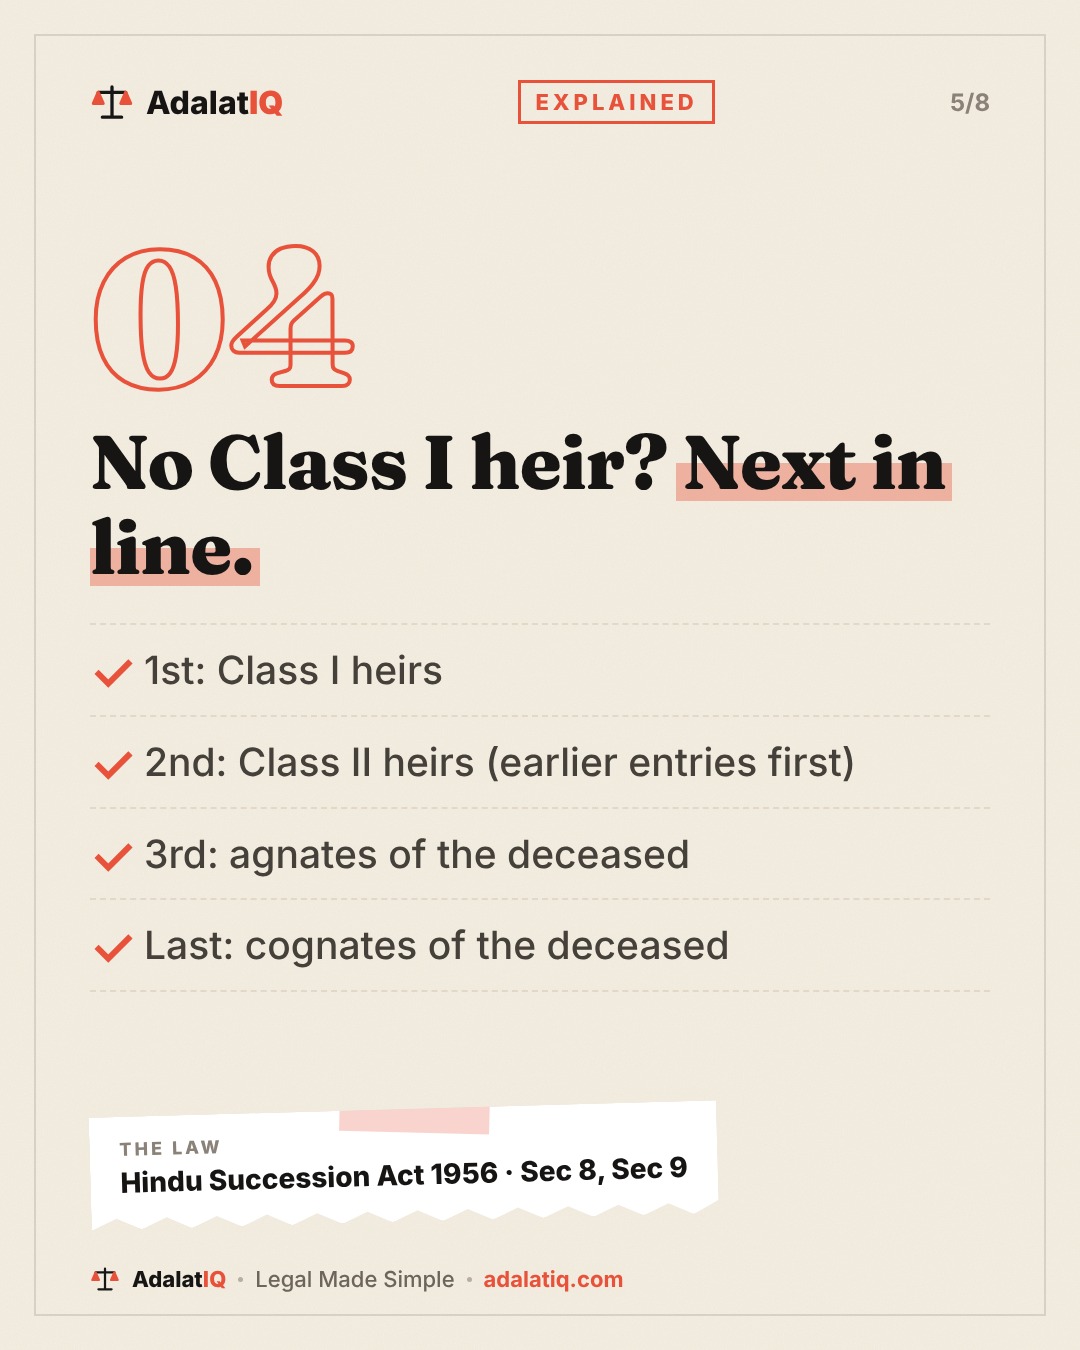 AdalatIQ
EXPLAINED
5/8
04
No Class I heir? Next in
line.
1st: Class I heirs
2nd: Class II heirs (earlier entries first)
3rd: agnates of the deceased
Last: cognates of the deceased
THE LAW
Hindu Succession Act 1956 · Sec 8, Sec 9
AdalatIQ • Legal Made Simple • adalatiq.com